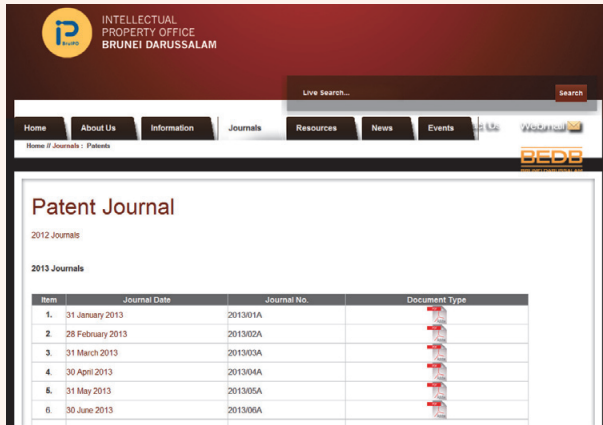 INTELLECTUAL
PROPERTY OFFICE
BRUNEI DARUSSALAM
BruIPO
Live Search...
Search
Home
About Us
Information
Journals
Resources
News
Events
Us
Webmail
Home // Journals : Patents
BEDB
Patent Journal
2012 Journals
2013 Journals
Item Journal Date Journal No. Document Type
1. 31 January 2013 2013/01A
2 28 February 2013 2013/02A
3. 31 March 2013 2013/03A
4. 30 April 2013 2013/04A
5. 31 May 2013 2013/05A
6. 30 June 2013 2013/06A